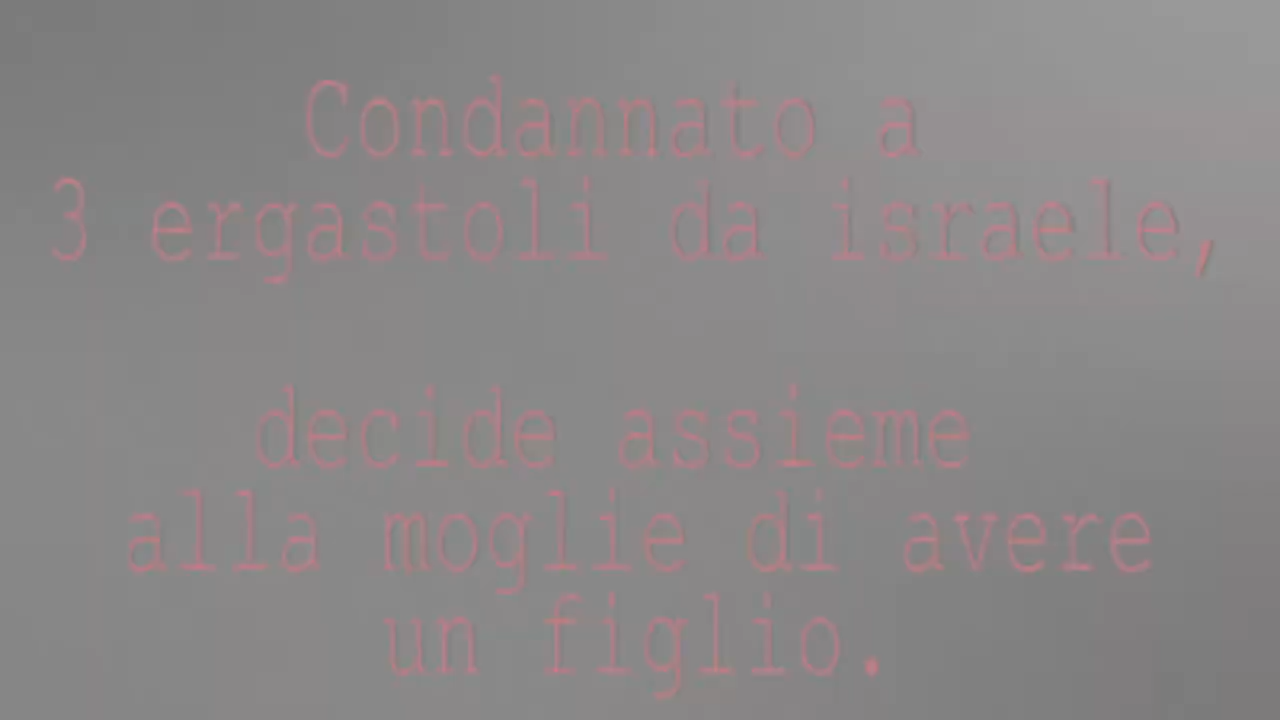 Condannato a
3 ergastoli da israele,
decide assieme
alla moglie di avere
un figlio.